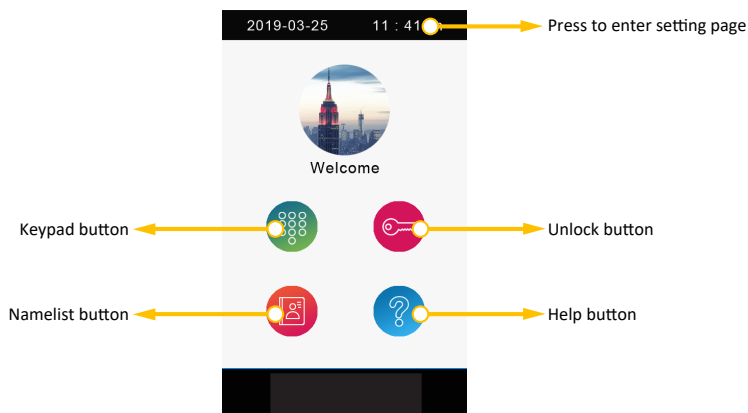 2019-03-25 11 : 41
Press to enter setting page
Welcome
Keypad button
Unlock button
Namelist button
Help button